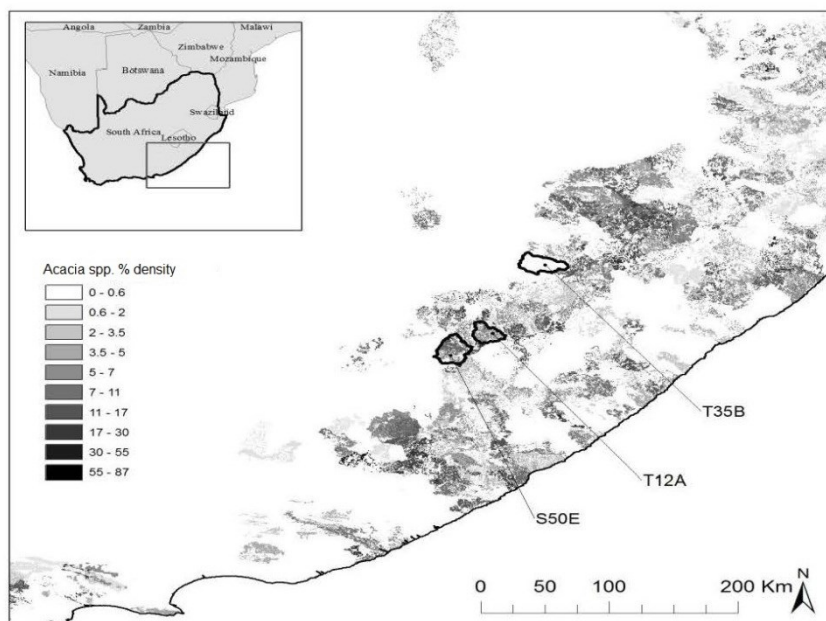 Angola
Zambia
Malawi
Zimbabwe
Mozambique
Namibia
Botswana
Swaziland
South Africa
Lesotho
Acacia spp. % density
0 - 0.6
0.6 - 2
2 - 3.5
3.5 - 5
5 - 7
7 - 11
11 - 17
17 - 30
30 - 55
55 - 87
T35B
T12A
S50E
N
0 50 100 200 Km